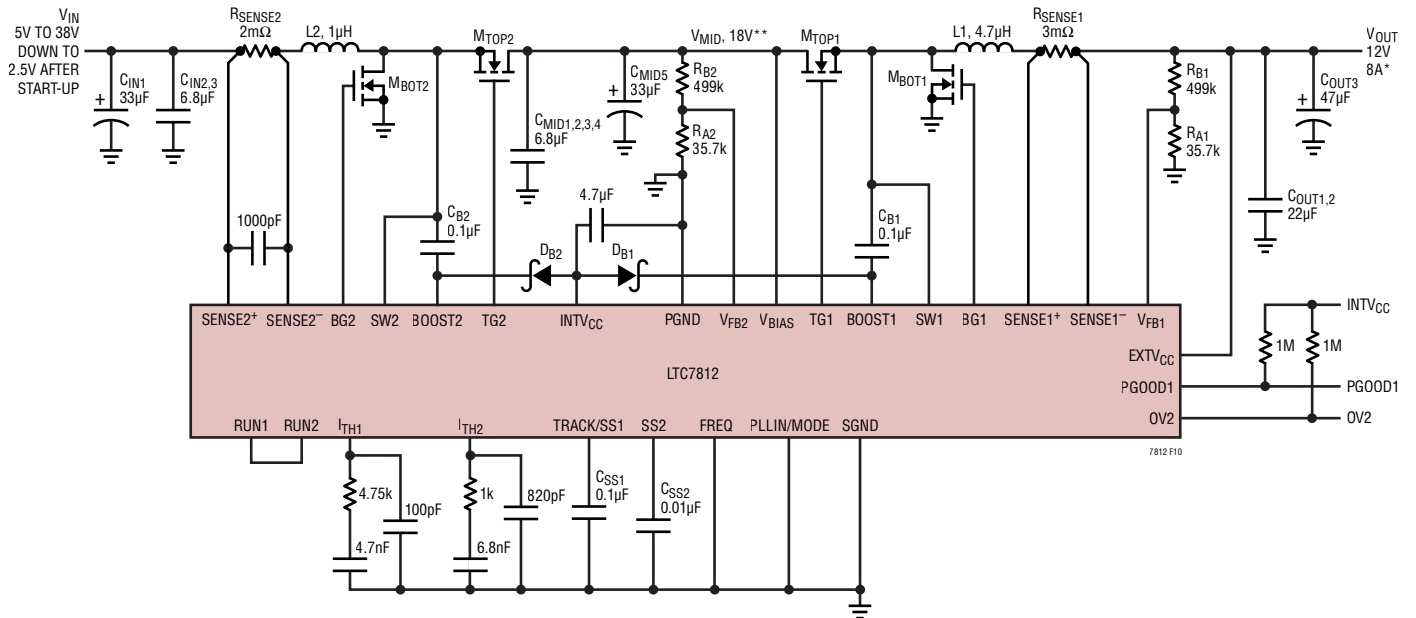 VIN
5V TO 38V
DOWN TO
2.5V AFTER
START-UP
RSENSE2
2mΩ
L2, 1µH
MTOP2
VMID, 18V**
MTOP1
L1, 4.7µH
RSENSE1
3mΩ
VOUT
12V
8A*
CIN1
33µF
CIN2,3
6.8µF
MBOT2
CMID1,2,3,4
6.8µF
CMID5
33µF
RB2
499k
RA2
35.7k
MBOT1
RB1
499k
RA1
35.7k
COUT3
47µF
COUT1,2
22µF
1000pF
CB2
0.1µF
DB2
4.7µF
DB1
CB1
0.1µF
SENSE2+ SENSE2– BG2 SW2 BOOST2 TG2 INTVCC PGND VFB2 VBIAS TG1 BOOST1 SW1 BG1 SENSE1+ SENSE1– VFB1
LTC7812
EXTVCC
PGOOD1
OV2
INTVCC
1M
1M
PGOOD1
OV2
RUN1 RUN2 ITH1 ITH2 TRACK/SS1 SS2 FREQ PLLIN/MODE SGND
7812 F10
4.75k
100pF
4.7nF
1k
820pF
6.8nF
CSS1
0.1µF
CSS2
0.01µF